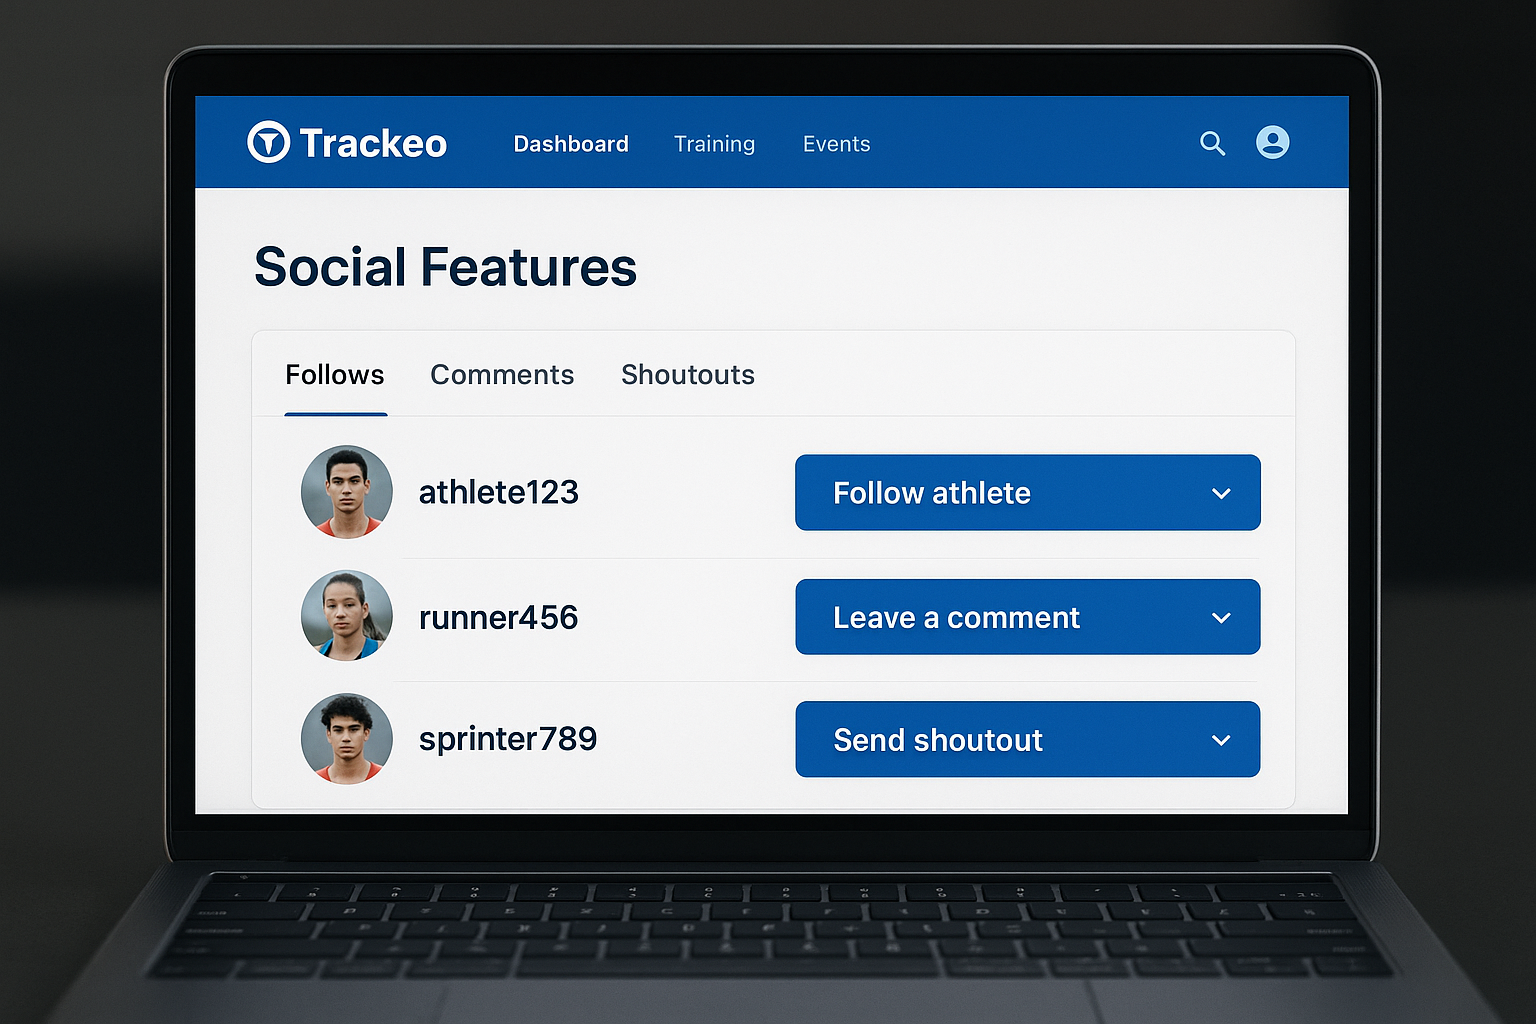 Trackeo
Dashboard
Training
Events
Social Features
Follows
Comments
Shoutouts
athlete123
Follow athlete
runner456
Leave a comment
sprinter789
Send shoutout